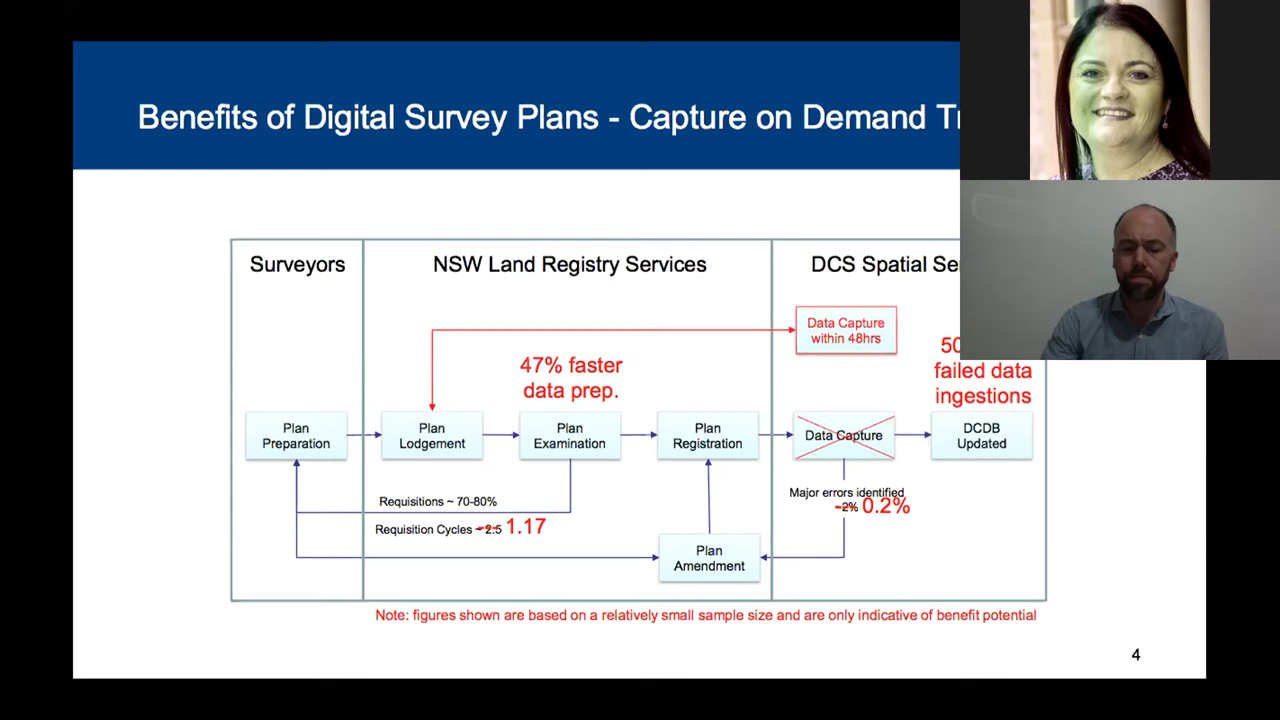 Benefits of Digital Survey Plans - Capture on Demand
Surveyors
NSW Land Registry Services
DCS Spatial
Data Capture
within 48hrs
47% faster
data prep.
failed data
ingestions
Plan
Preparation
Plan
Lodgement
Plan
Examination
Plan
Registration
Data Capture
DCDB
Updated
Requisitions ~ 70-80%
Requisition Cycles ~ 2.5 1.17
Major errors identified
~2% 0.2%
Plan
Amendment
Note: figures shown are based on a relatively small sample size and are only indicative of benefit potential
4